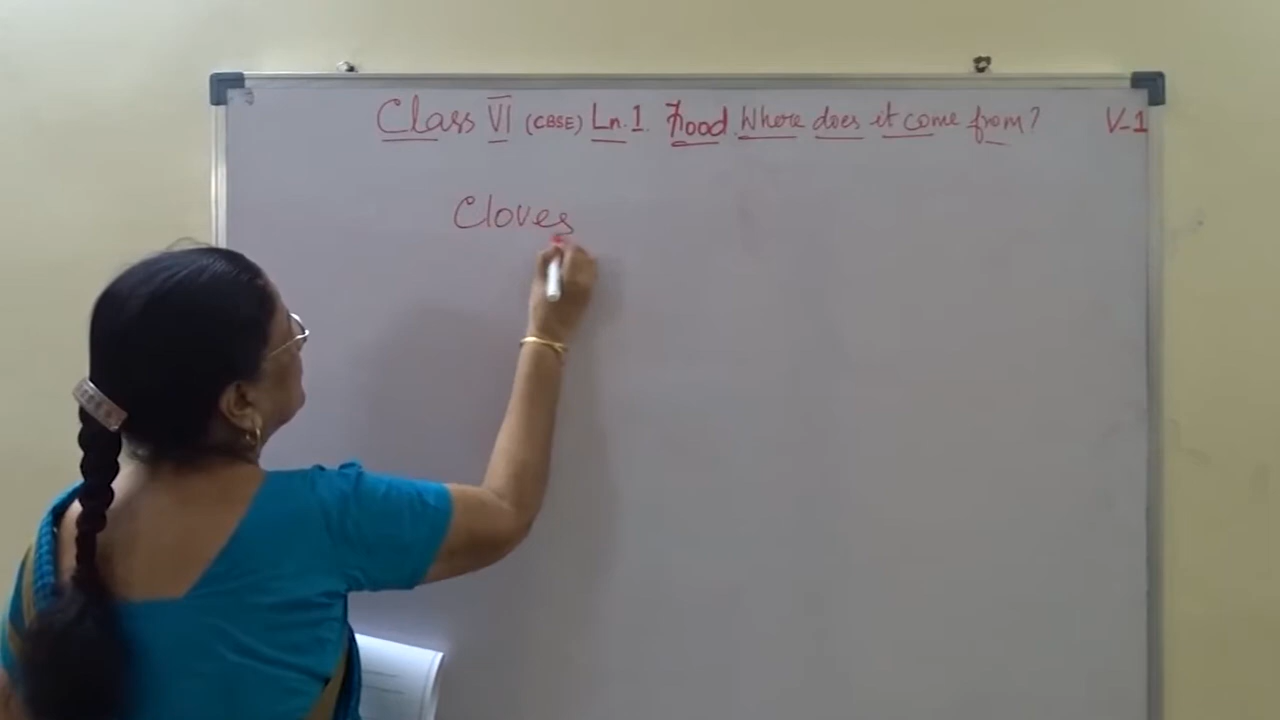 Class VI (CBSE) Ln.1. Food Where does it come from? V-1
Cloves